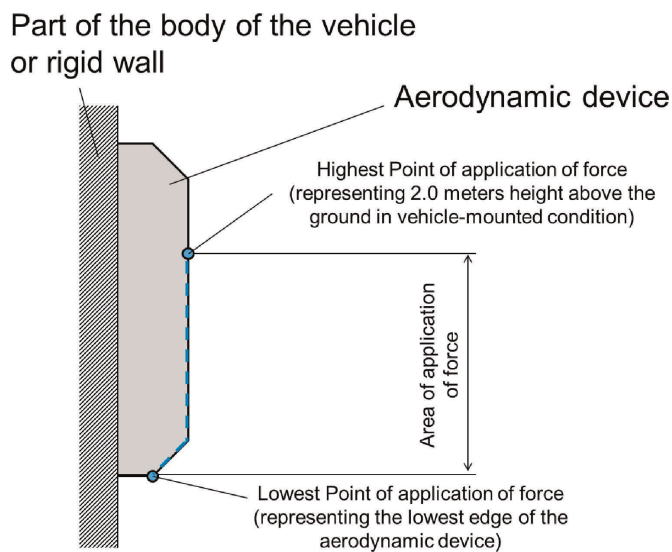 Part of the body of the vehicle
or rigid wall
Aerodynamic device
Highest Point of application of force
(representing 2.0 meters height above the
ground in vehicle-mounted condition)
Area of application
of force
Lowest Point of application of force
(representing the lowest edge of the
aerodynamic device)